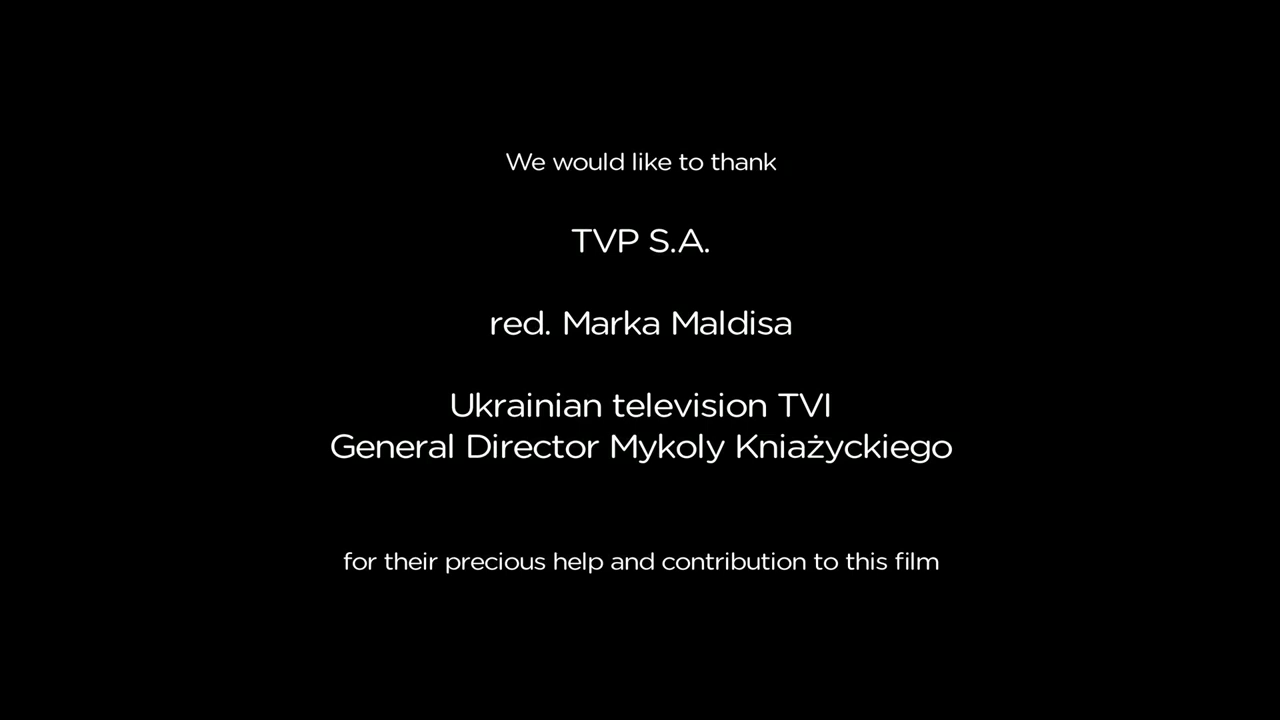 We would like to thank
TVP S.A.
red. Marka Maldisa
Ukrainian television TVI
General Director Mykoly Kniażyckiego
for their precious help and contribution to this film